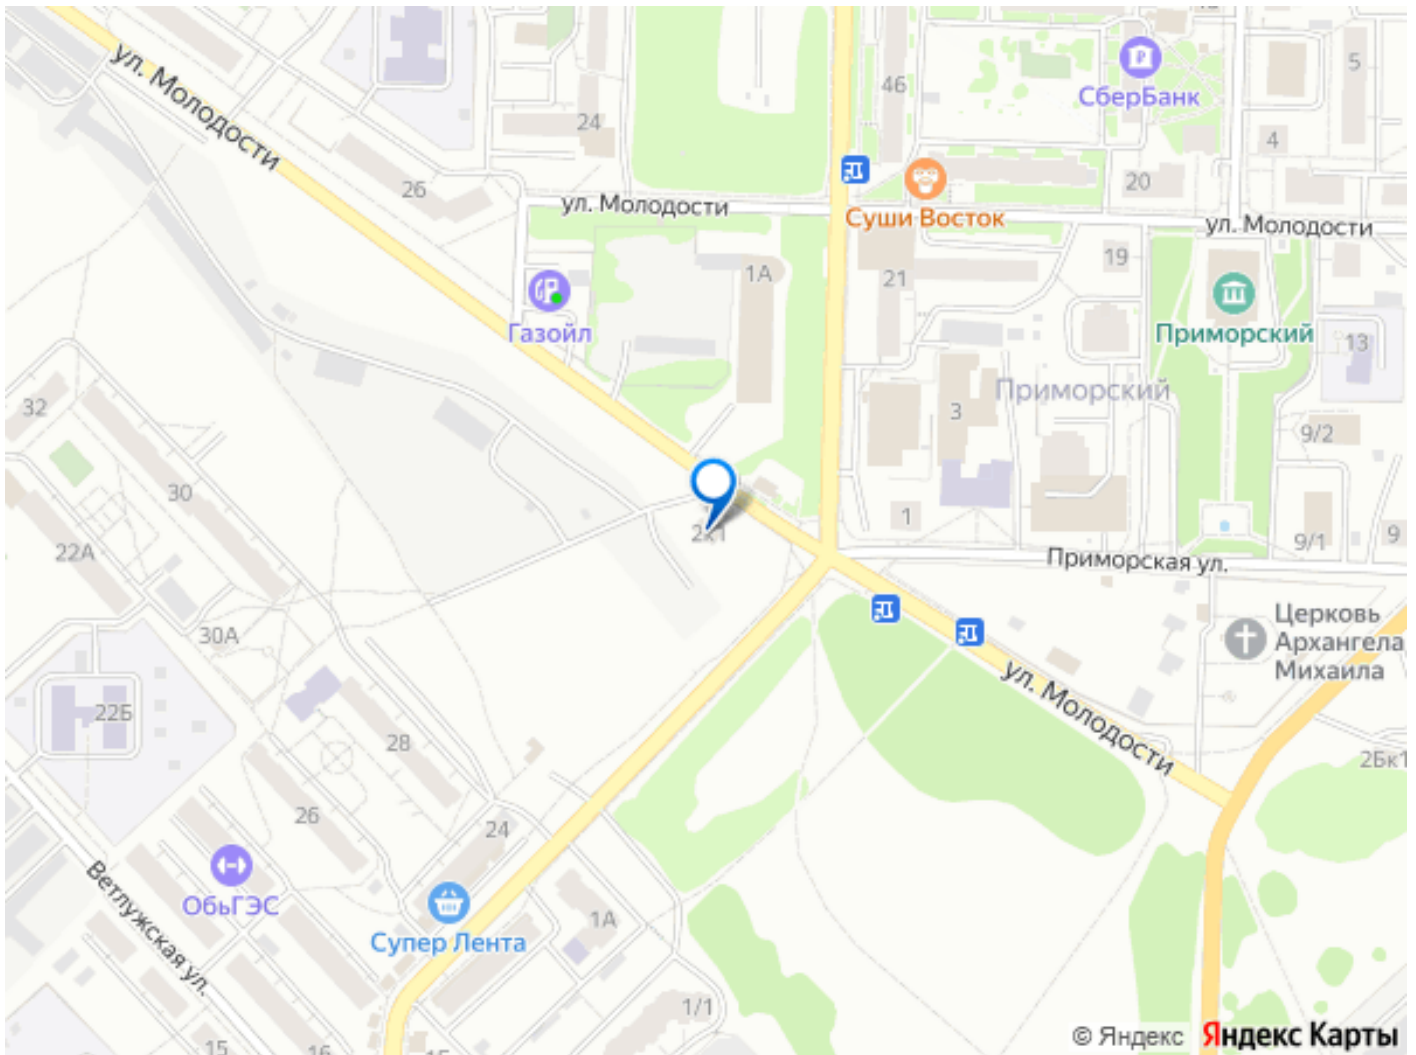 ул. Молодости
24
26
ул. Молодости
46
СберБанк
5
4
20
Суши Восток
ул. Молодости
1А
21
19
Газойл
Приморский
13
Приморский
3
9/2
32
30
22А
2к1
1
9/1
9
Приморская ул.
30А
Церковь
Архангела
Михаила
22Б
28
ул. Молодости
2Бк1
26
24
ОбьГЭС
Ветлужская ул.
Супер Лента
1А
1/1
15
16
© Яндекс Яндекс Карты